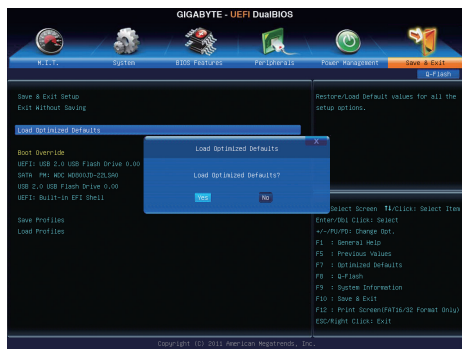 GIGABYTE - UEFI DualBIOS
M.I.T.
System
BIOS Features
Peripherals
Power Management
Save & Exit
Q-Flash
Save & Exit Setup
Exit Without Saving
Load Optimized Defaults
Boot Override
UEFI: USB 2.0 USB Flash Drive 0.00
SATA PM: WDC WD800JD-22LSA0
USB 2.0 USB Flash Drive 0.00
UEFI: Built-in EFI Shell
Save Profiles
Load Profiles
Restore/Load Default values for all the
setup options.
Load Optimized Defaults
X
Load Optimized Defaults?
Yes
No
Select Screen ↑↓/Click: Select Item
Enter/Dbl Click: Select
+/-/PU/PD: Change Opt.
F1 : General Help
F5 : Previous Values
F7 : Optimized Defaults
F8 : Q-Flash
F9 : System Information
F10 : Save & Exit
F12 : Print Screen(FAT16/32 Format Only)
ESC/Right Click: Exit
Copyright (C) 2011 American Megatrends, Inc.